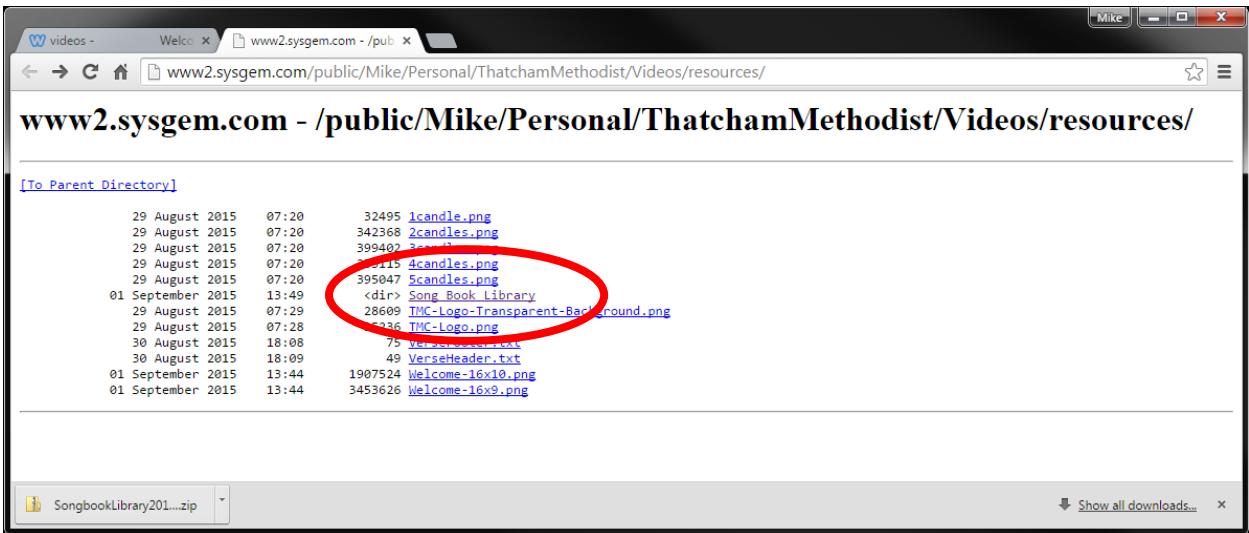 Mike
videos - Welco
www2.sysgem.com - /pub
www2.sysgem.com/public/Mike/Personal/ThatchamMethodist/Videos/resources/
www2.sysgem.com - /public/Mike/Personal/ThatchamMethodist/Videos/resources/
[To Parent Directory]
29 August 2015 07:20 32495 1candle.png
29 August 2015 07:20 342368 2candles.png
29 August 2015 07:20 399402 3candles.png
29 August 2015 07:20 4candles.png
29 August 2015 07:20 395047 5candles.png
01 September 2015 13:49 <dir> Song Book Library
29 August 2015 07:29 28609 TMC-Logo-Transparent-Background.png
29 August 2015 07:28 TMC-Logo.png
30 August 2015 18:08 75 VerseFooter.txt
30 August 2015 18:09 49 VerseHeader.txt
01 September 2015 13:44 1907524 Welcome-16x10.png
01 September 2015 13:44 3453626 Welcome-16x9.png
SongbookLibrary201....zip
Show all downloads...